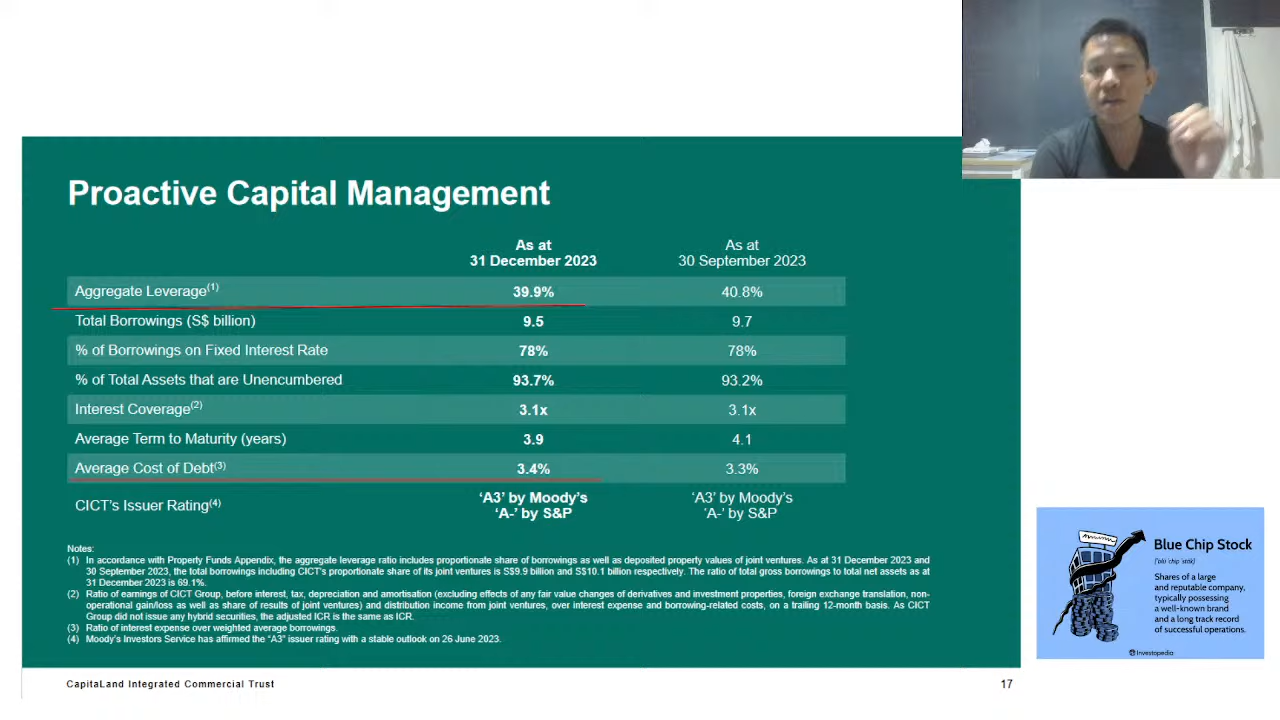 Proactive Capital Management
As at
31 December 2023
As at
30 September 2023
Aggregate Leverage(1) 39.9% 40.8%
Total Borrowings (S$ billion) 9.5 9.7
% of Borrowings on Fixed Interest Rate 78% 78%
% of Total Assets that are Unencumbered 93.7% 93.2%
Interest Coverage(2) 3.1x 3.1x
Average Term to Maturity (years) 3.9 4.1
Average Cost of Debt(3) 3.4% 3.3%
CICT's Issuer Rating(4)
'A3' by Moody's
'A-' by S&P
'A3' by Moody's
'A-' by S&P
Notes:
(1) In accordance with Property Funds Appendix, the aggregate leverage ratio includes proportionate share of borrowings as well as deposited property values of joint ventures. As at 31 December 2023 and
30 September 2023, the total borrowings including CICT's proportionate share of its joint ventures is S$9.9 billion and S$10.1 billion respectively. The ratio of total gross borrowings to total net assets as at
31 December 2023 is 69.1%.
(2) Ratio of earnings of CICT Group, before interest, tax, depreciation and amortisation (excluding effects of any fair value changes of derivatives and investment properties, foreign exchange translation, non-
operational gain/loss as well as share of results of joint ventures) and distribution income from joint ventures, over interest expense and borrowing-related costs, on a trailing 12-month basis. As CICT
Group did not issue any hybrid securities, the adjusted ICR is the same as ICR.
(3) Ratio of interest expense over weighted average borrowings.
(4) Moody's Investors Service has affirmed the "A3" issuer rating with a stable outlook on 26 June 2023.
CapitaLand Integrated Commercial Trust
17
Blue Chip Stock
Shares of a large
and reputable company,
typically possessing
a well-known brand
and a long track record
of successful operations.
Investopedia